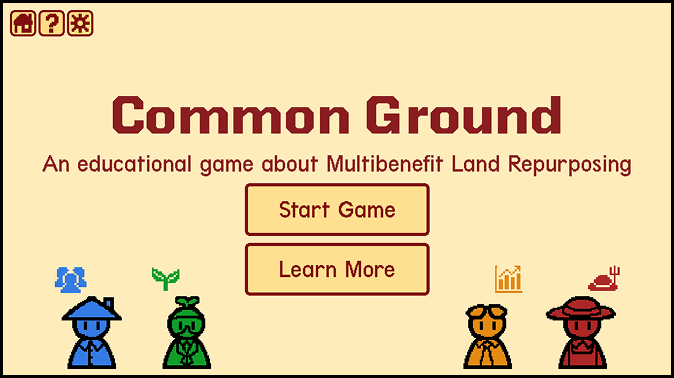 ?
Common Ground
An educational game about Multibenefit Land Repurposing
Start Game
Learn More